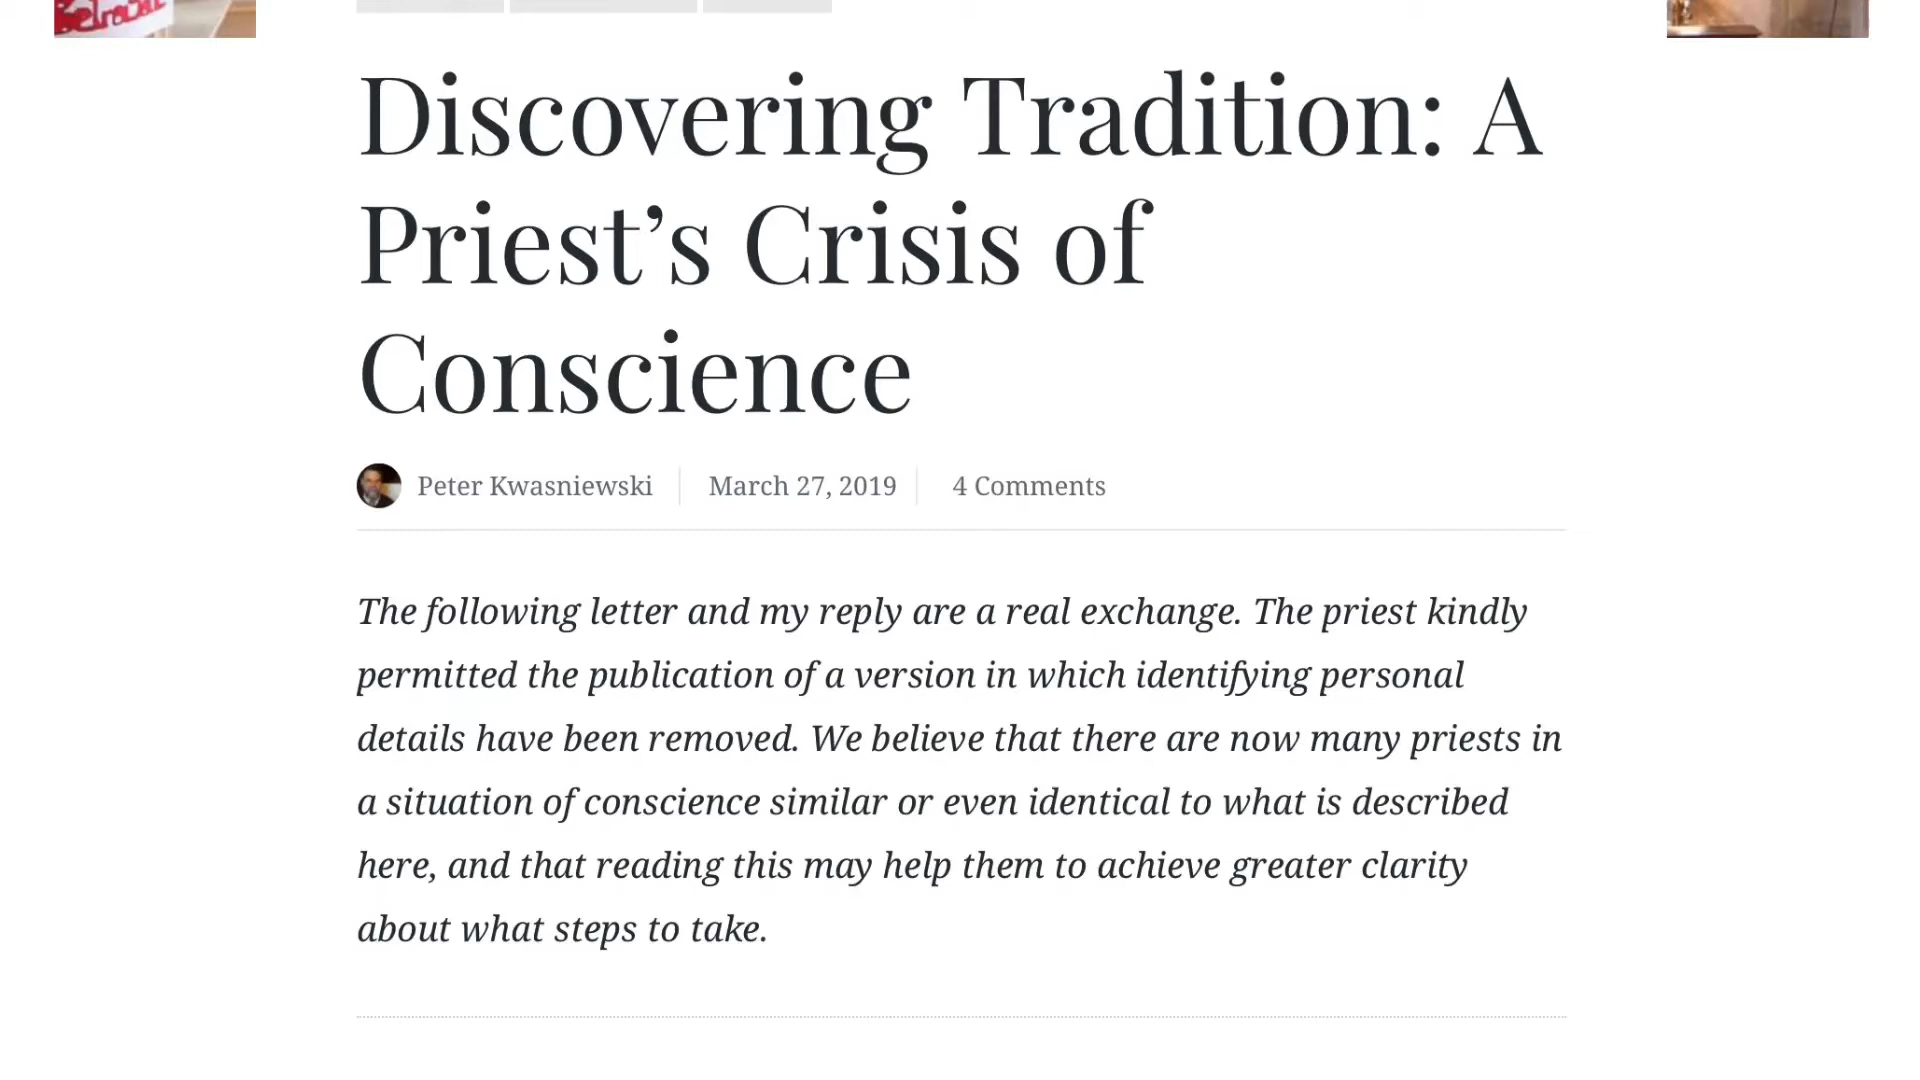 Betrachte
Discovering Tradition: A
Priest’s Crisis of
Conscience
Peter Kwasniewski
March 27, 2019
4 Comments
The following letter and my reply are a real exchange. The priest kindly
permitted the publication of a version in which identifying personal
details have been removed. We believe that there are now many priests in
a situation of conscience similar or even identical to what is described
here, and that reading this may help them to achieve greater clarity
about what steps to take.